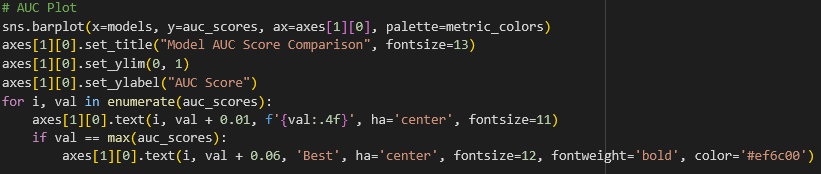 # AUC Plot
sns.barplot(x=models, y=auc_scores, ax=axes[1][0], palette=metric_colors)
axes[1][0].set_title("Model AUC Score Comparison", fontsize=13)
axes[1][0].set_ylim(0, 1)
axes[1][0].set_ylabel("AUC Score")
for i, val in enumerate(auc_scores):
    axes[1][0].text(i, val + 0.01, f'{val:.4f}', ha='center', fontsize=11)
    if val == max(auc_scores):
        axes[1][0].text(i, val + 0.06, 'Best', ha='center', fontsize=12, fontweight='bold', color='#ef6c00')